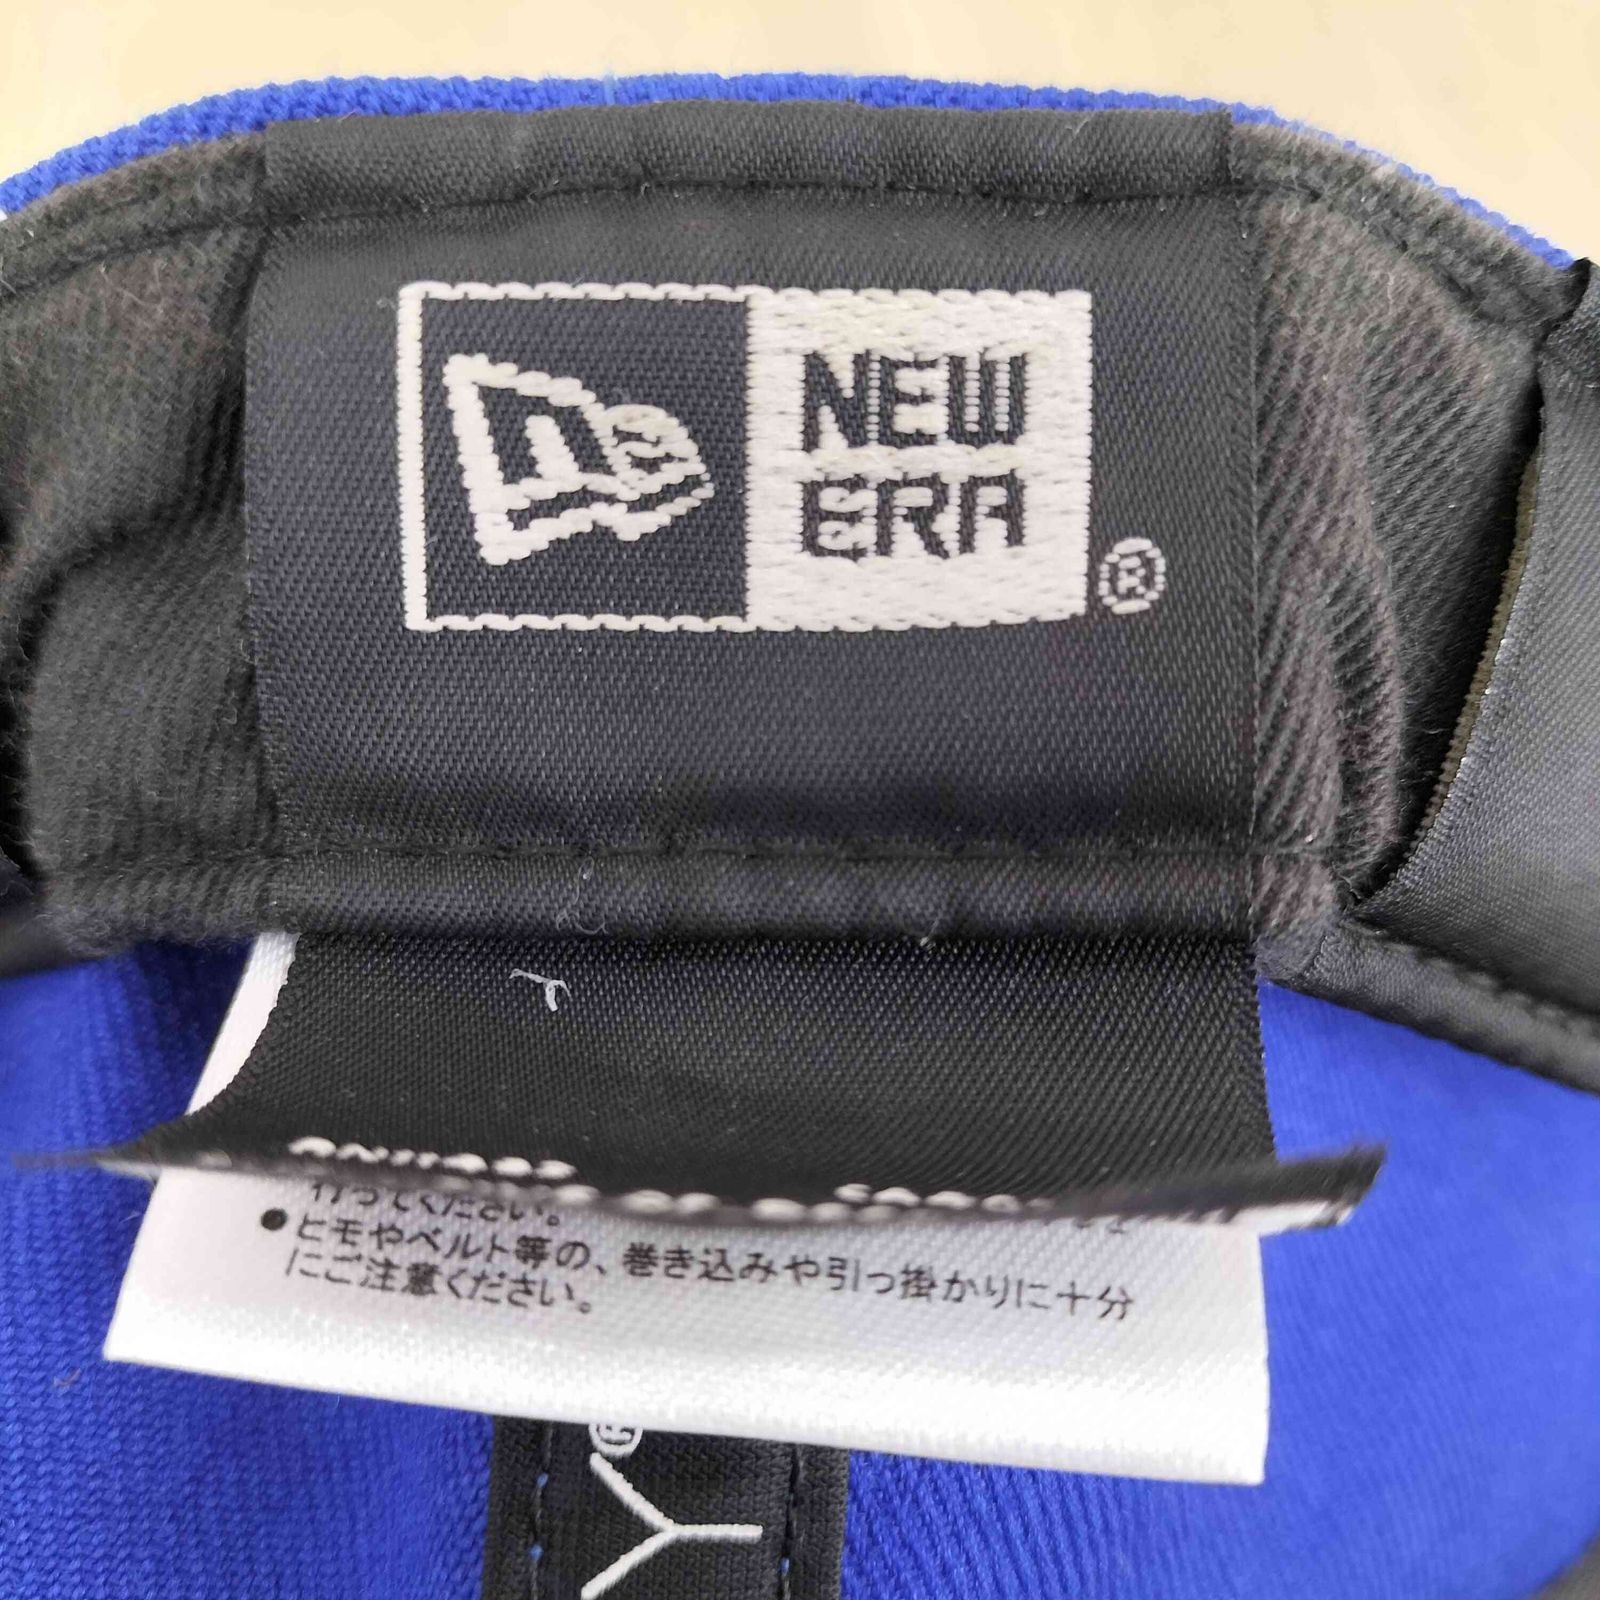 NEW
ERA
®
行ってください。
●ヒモやベルト等の、巻き込みや引っ掛かりに十分
にご注意ください。
Y®